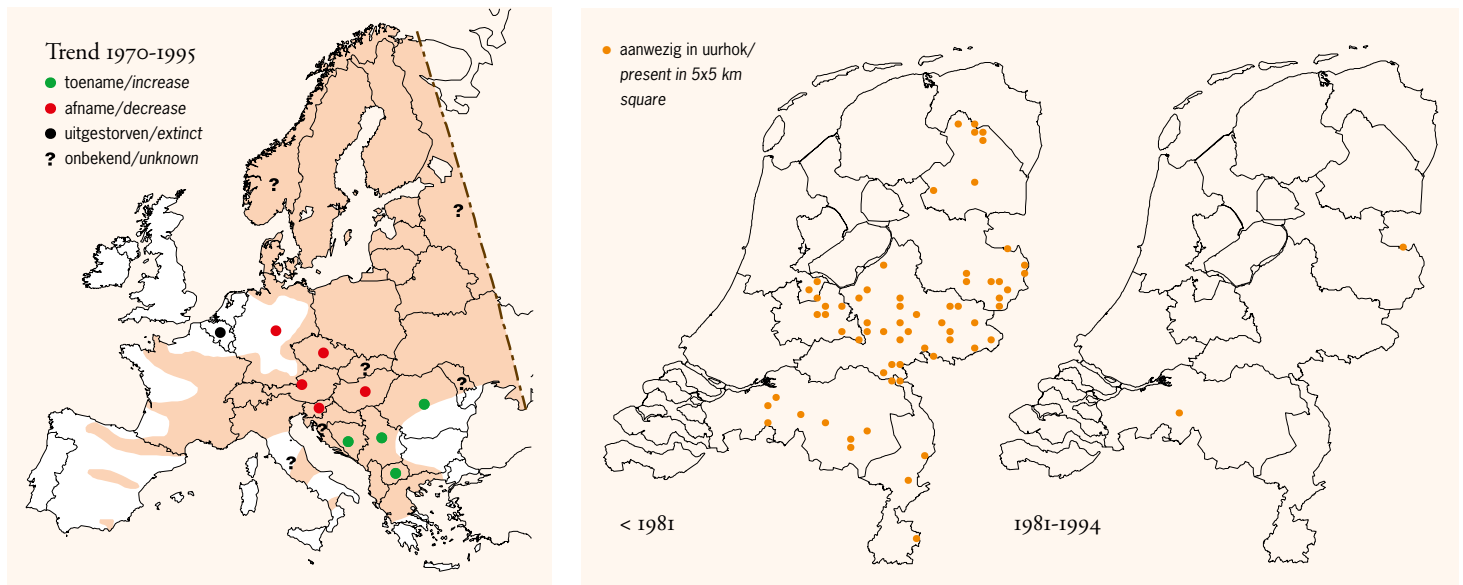 Trend 1970-1995
toename/increase
afname/decrease
uitgestorven/extinct
? onbekend/unknown
?
?
?
?
?
?
aanwezig in uurhok/
present in 5x5 km
square
< 1981
1981-1994